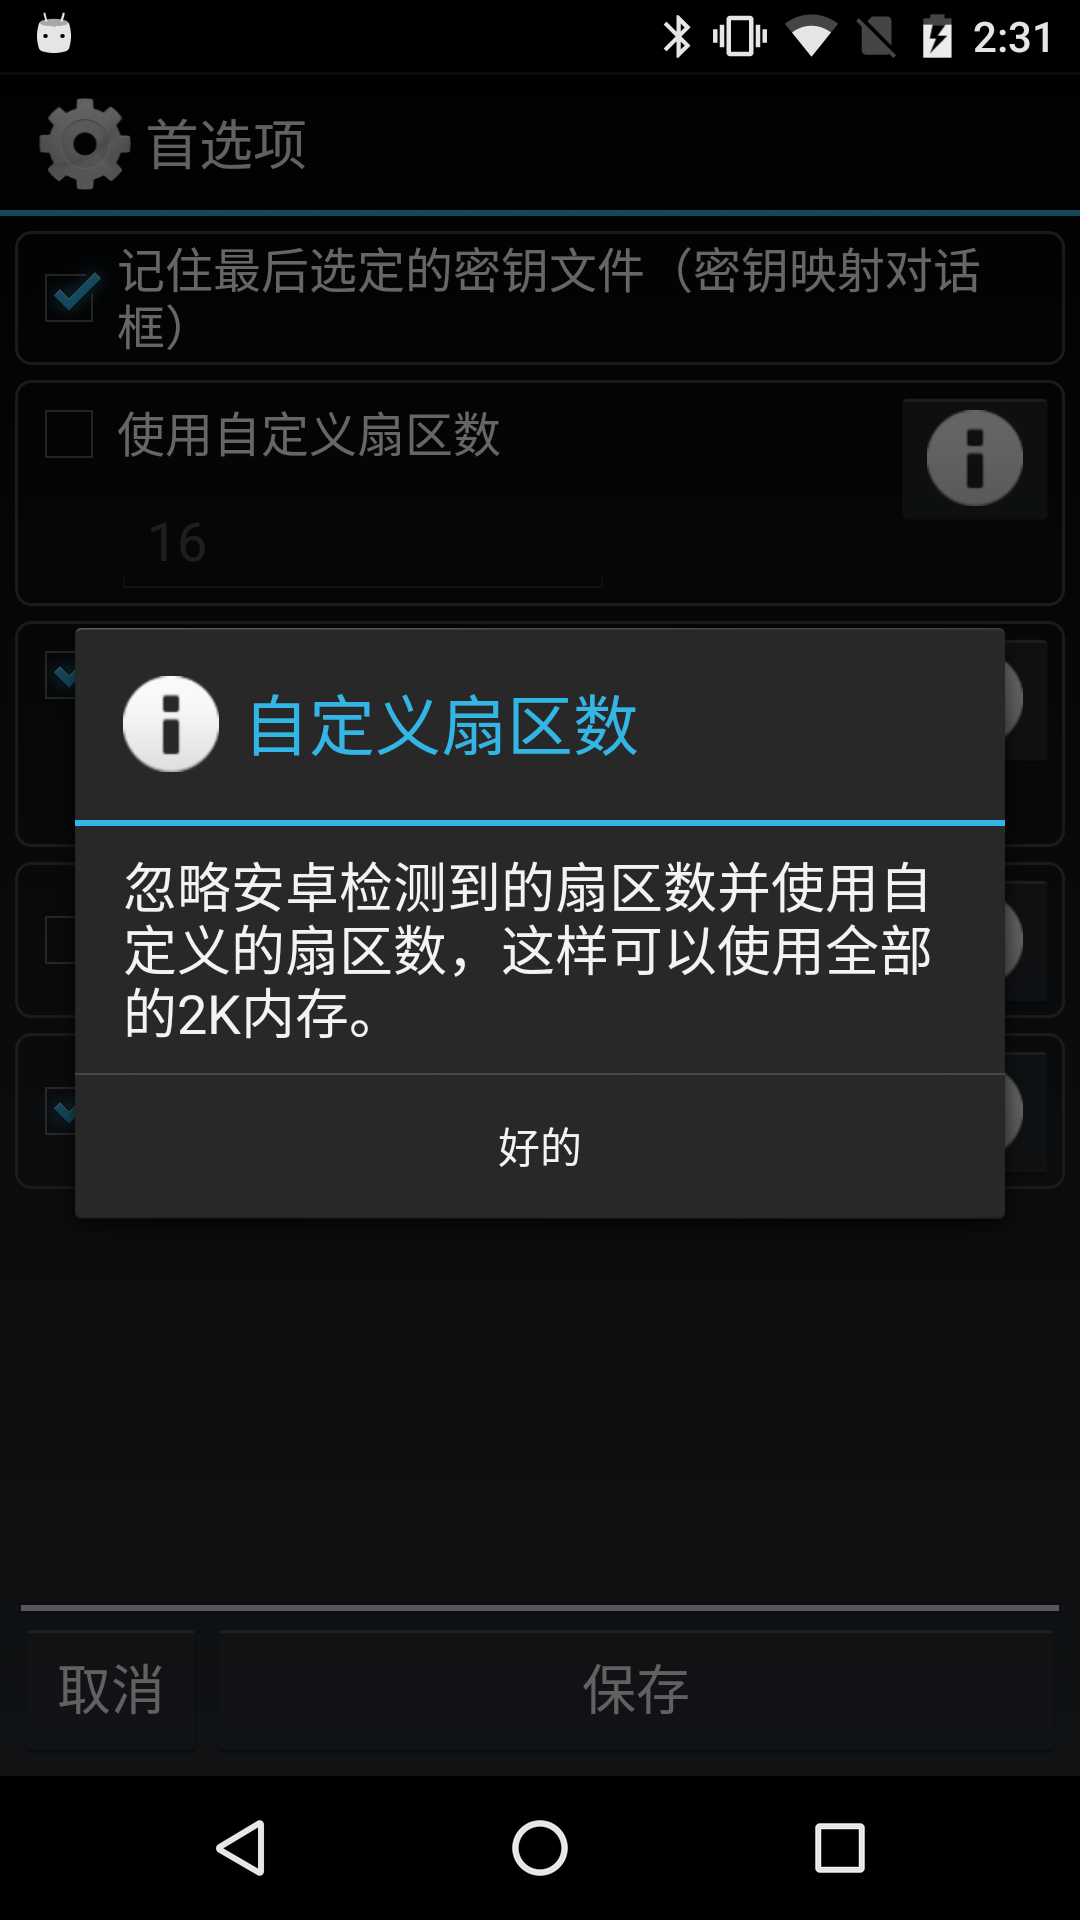 2:31
首选项
记住最后选定的密钥文件（密钥映射对话
框）
使用自定义扇区数
16
自定义扇区数
忽略安卓检测到的扇区数并使用自
定义的扇区数，这样可以使用全部
的2K内存。
好的
取消
保存